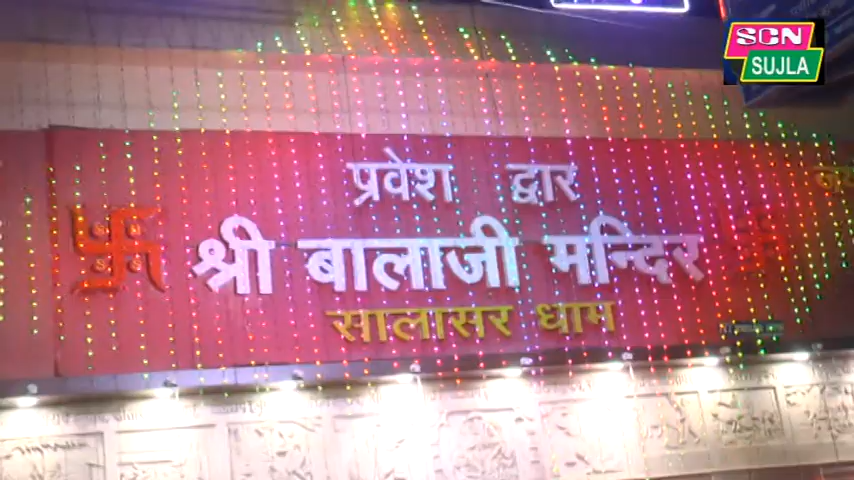 SCN
SUJLA
प्रवेश द्वार
श्री बालाजी मन्दिर
सालासर धाम